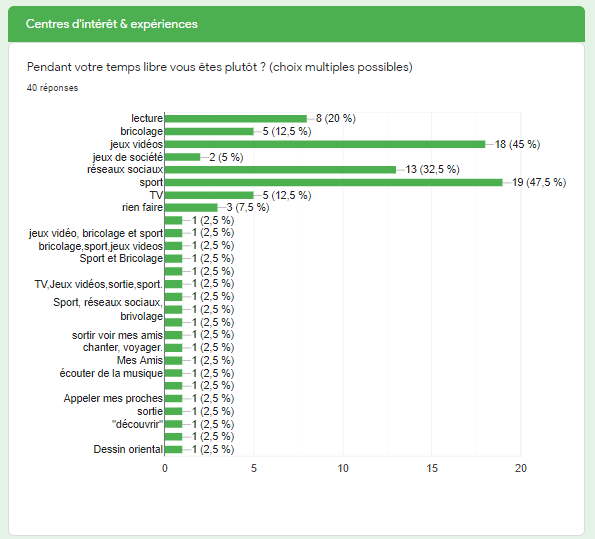 Centres d'intérêt & expériences
Pendant votre temps libre vous êtes plutôt ? (choix multiples possibles)
40 réponses
lecture 8 (20 %)
bricolage 5 (12,5 %)
jeux vidéos 18 (45 %)
jeux de société 2 (5 %)
réseaux sociaux 13 (32,5 %)
sport 19 (47,5 %)
TV 5 (12,5 %)
rien faire 3 (7,5 %)
1 (2,5 %)
jeux vidéo, bricolage et sport 1 (2,5 %)
bricolage,sport,jeux videos 1 (2,5 %)
Sport et Bricolage 1 (2,5 %)
1 (2,5 %)
TV,Jeux vidéos,sortie,sport. 1 (2,5 %)
1 (2,5 %)
Sport, réseaux sociaux,
brivolage 1 (2,5 %)
1 (2,5 %)
sortir voir mes amis 1 (2,5 %)
chanter, voyager. 1 (2,5 %)
Mes Amis 1 (2,5 %)
écouter de la musique 1 (2,5 %)
1 (2,5 %)
Appeler mes proches 1 (2,5 %)
sortie 1 (2,5 %)
"découvrir" 1 (2,5 %)
1 (2,5 %)
Dessin oriental 1 (2,5 %)
0 5 10 15 20